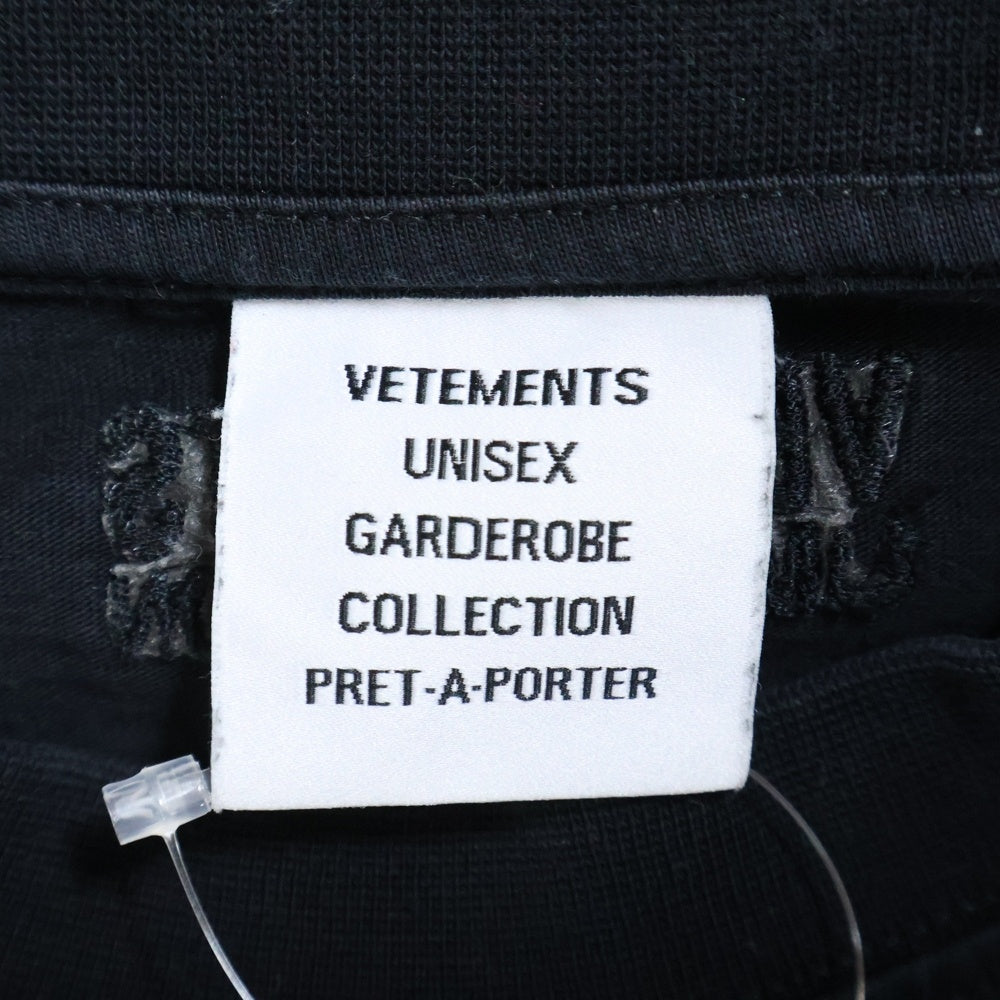 VETEMENTS
UNISEX
GARDEROBE
COLLECTION
PRET-A-PORTER